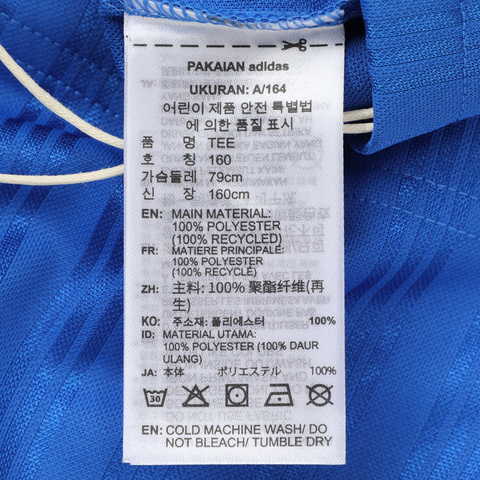 PAKAIAN adidas
UKURAN: A/164
어린이 제품 안전 특별법
에 의한 품질 표시
품 명 TEE
호 칭 160
가슴둘레 79cm
신 장 160cm
EN: MAIN MATERIAL:
100% POLYESTER
(100% RECYCLED)
FR: MATIERE PRINCIPALE:
100% POLYESTER
(100% RECYCLÉ)
ZH: 主料: 100% 聚酯纤维(再
生)
KO: 주소재: 폴리에스터 100%
ID: MATERIAL UTAMA:
100% POLYESTER (100% DAUR
ULANG)
JA: 本体 ポリエステル 100%
30
EN: COLD MACHINE WASH/ DO
NOT BLEACH/ TUMBLE DRY